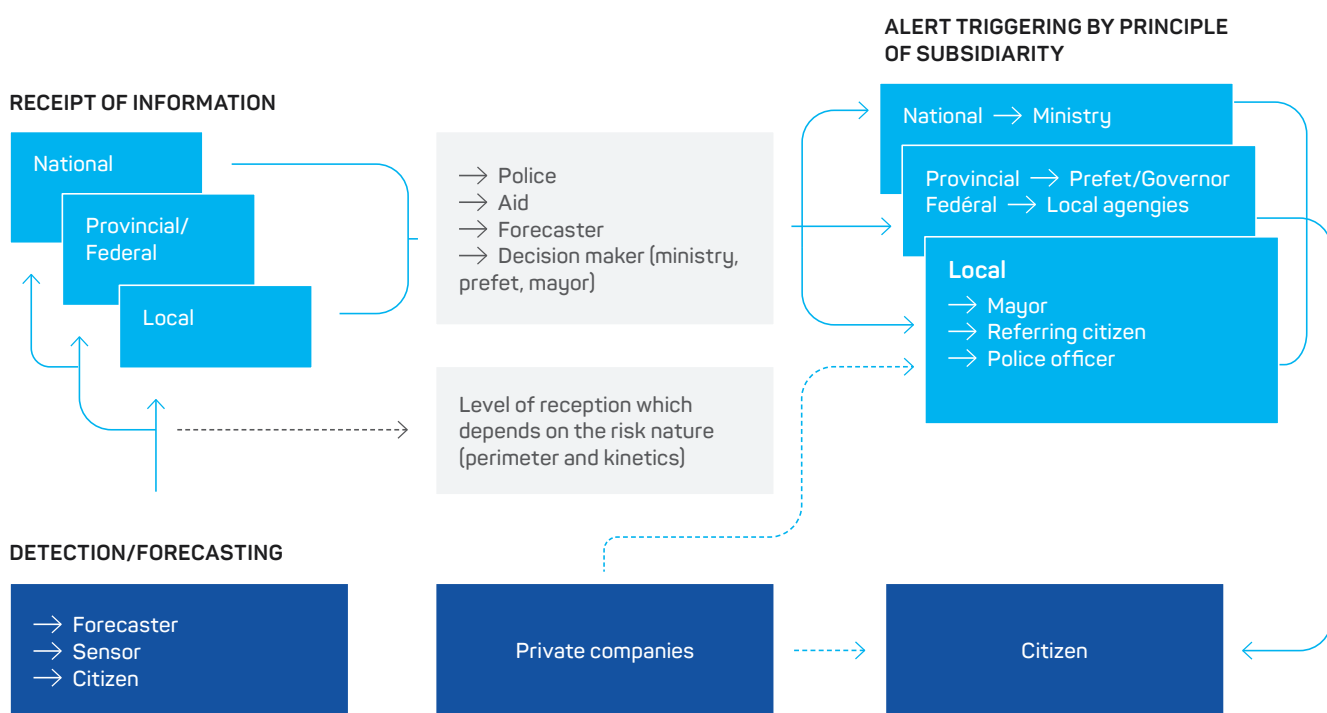 ALERT TRIGGERING BY PRINCIPLE
OF SUBSIDIARITY
RECEIPT OF INFORMATION
National
Provincial/
Federal
Local
→ Police
→ Aid
→ Forecaster
→ Decision maker (ministry,
prefet, mayor)
National → Ministry
Provincial → Prefet/Governor
Fedéral → Local agengies
Local
→ Mayor
→ Referring citizen
→ Police officer
Level of reception which
depends on the risk nature
(perimeter and kinetics)
DETECTION/FORECASTING
→ Forecaster
→ Sensor
→ Citizen
Private companies
Citizen